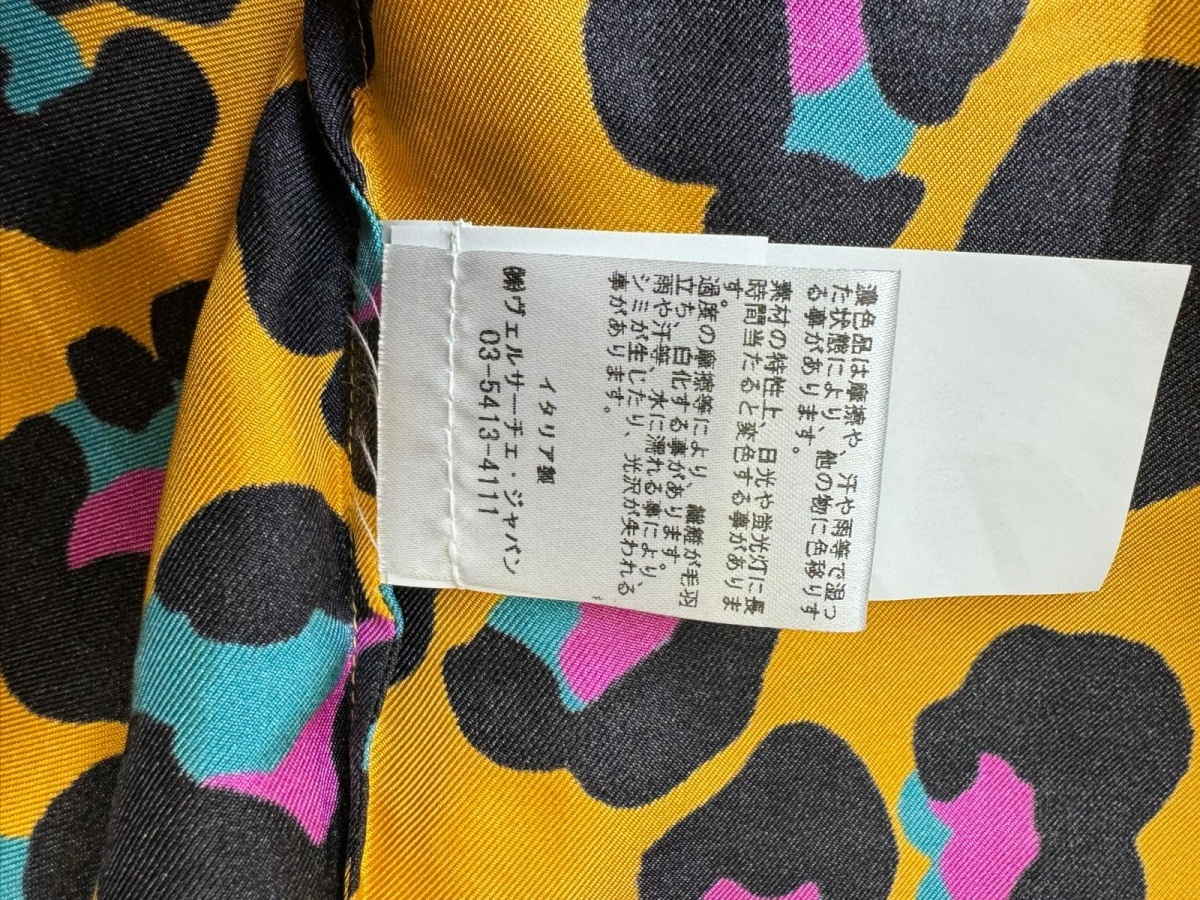 濃色品は摩擦や、汗や雨等で湿っ
た状態により、他の物に色移りす
る事があります。
素材の特性上、日光や蛍光灯に長
時間当たると変色する事がありま
す。
過度の摩擦等により、繊維が毛羽
立ち、白化する事があります。
雨や汗等、水に濡れる事により、
シミが生じたり、光沢が失われる
事があります。
イタリア製
㈱ヴェルサーチェ・ジャパン
03-5413-4111